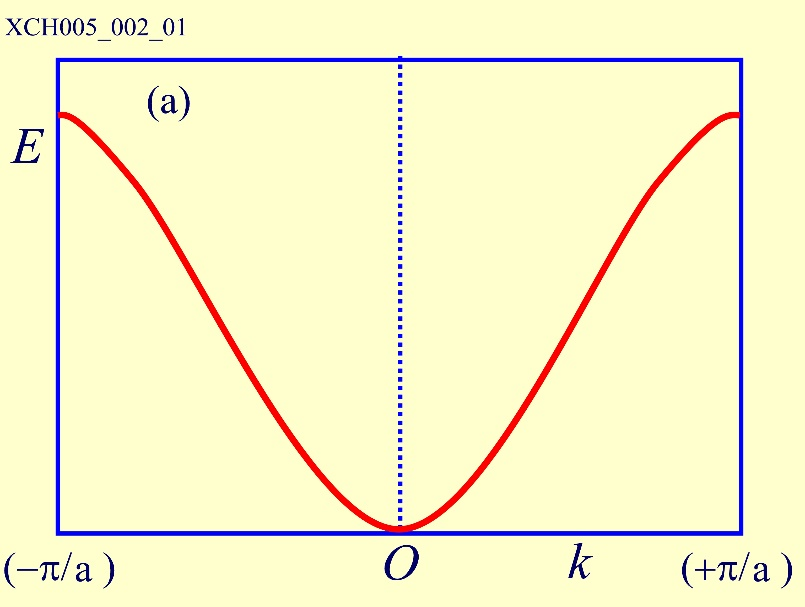 XCH005_002_01
(a)
E
(−π/a ) O k (+π/a )